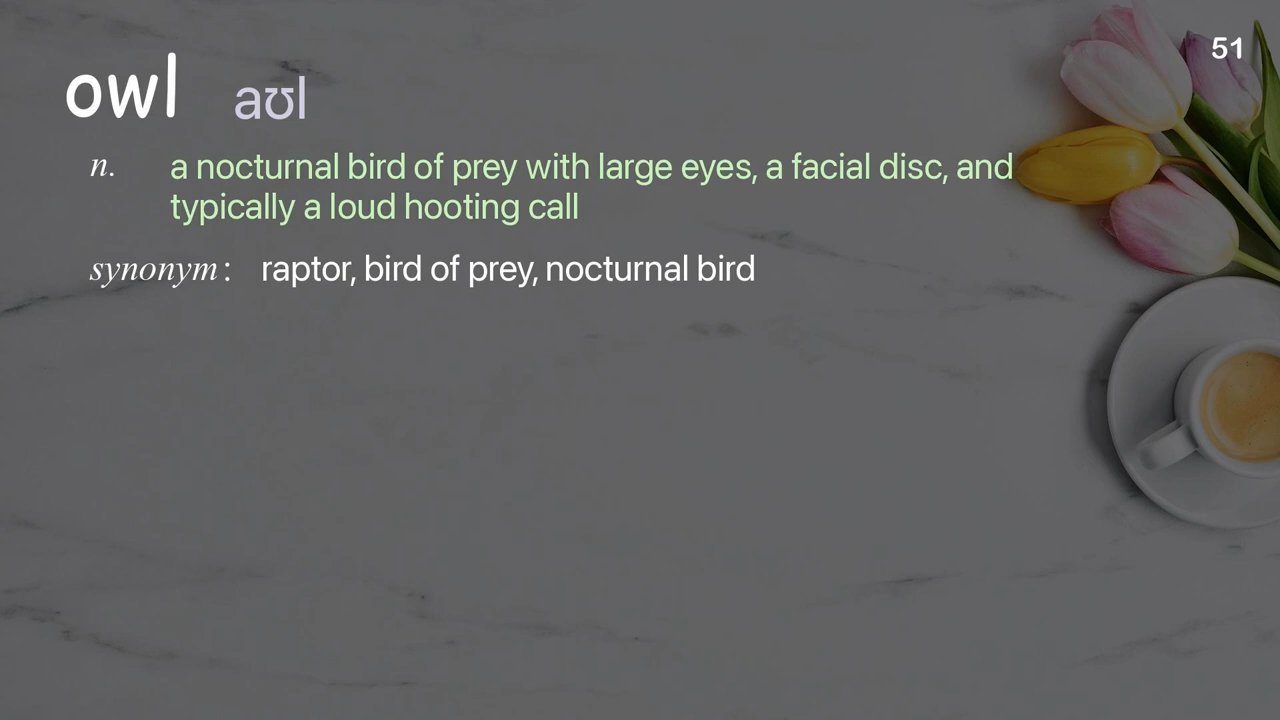 51
owl aʊl
n. a nocturnal bird of prey with large eyes, a facial disc, and
typically a loud hooting call
synonym: raptor, bird of prey, nocturnal bird